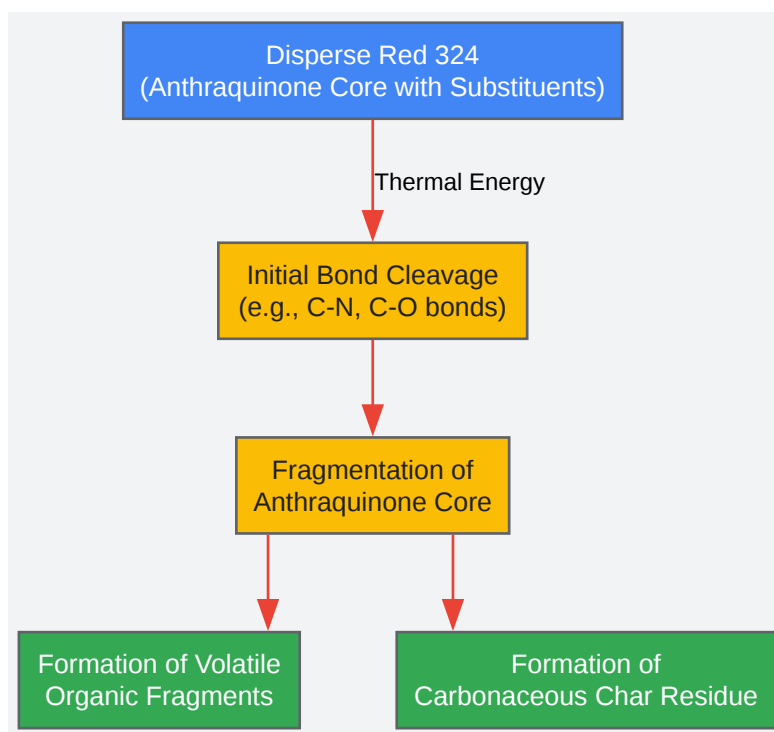 Disperse Red 324
(Anthraquinone Core with Substituents)
Thermal Energy
Initial Bond Cleavage
(e.g., C-N, C-O bonds)
Fragmentation of
Anthraquinone Core
Formation of Volatile
Organic Fragments
Formation of
Carbonaceous Char Residue